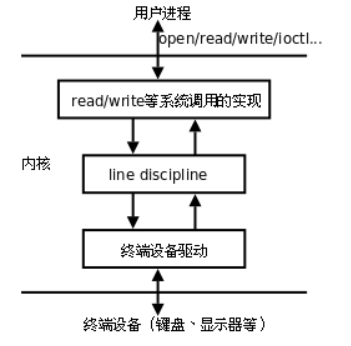 用户进程
open/read/write/ioctl...
read/write等系统调用的实现
内核
line discipline
终端设备驱动
终端设备（键盘、显示器等）